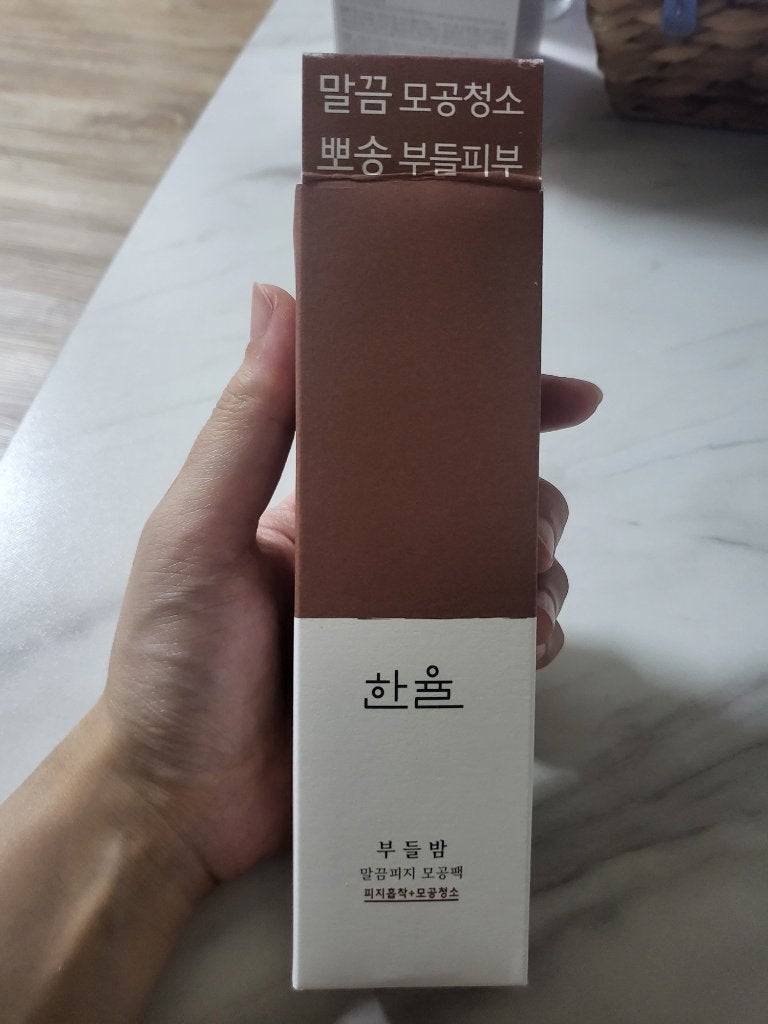 말끔 모공청소
뽀송 부들피부
한율
부들밤
말끔피지 모공팩
피지흡착+모공청소